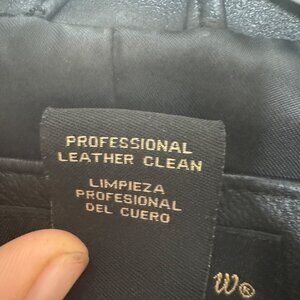 PROFESSIONAL
LEATHER CLEAN
LIMPIEZA
PROFESIONAL
DEL CUERO
W®